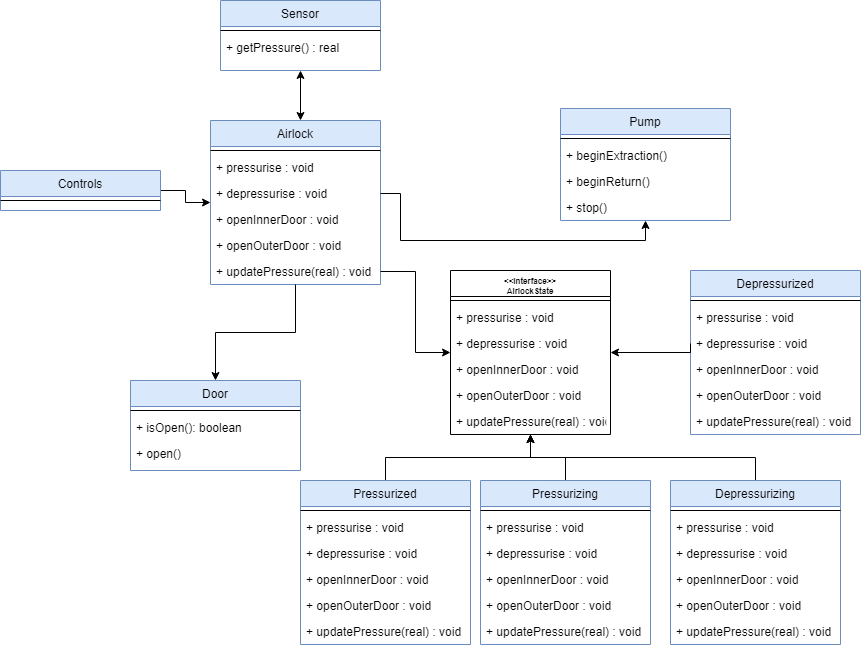 Sensor
+ getPressure() : real
Airlock
+ pressurise : void
+ depressurise : void
+ openInnerDoor : void
+ openOuterDoor : void
+ updatePressure(real) : void
Pump
+ beginExtraction()
+ beginReturn()
+ stop()
Controls
<<Interface>>
Airlock State
+ pressurise : void
+ depressurise : void
+ openInnerDoor : void
+ openOuterDoor : void
+ updatePressure(real) : voi
Depressurized
+ pressurise : void
+ depressurise : void
+ openInnerDoor : void
+ openOuterDoor : void
+ updatePressure(real) : void
Door
+ isOpen(): boolean
+ open()
Pressurized
+ pressurise : void
+ depressurise : void
+ openInnerDoor : void
+ openOuterDoor : void
+ updatePressure(real) : void
Pressurizing
+ pressurise : void
+ depressurise : void
+ openInnerDoor : void
+ openOuterDoor : void
+ updatePressure(real) : void
Depressurizing
+ pressurise : void
+ depressurise : void
+ openInnerDoor : void
+ openOuterDoor : void
+ updatePressure(real) : void